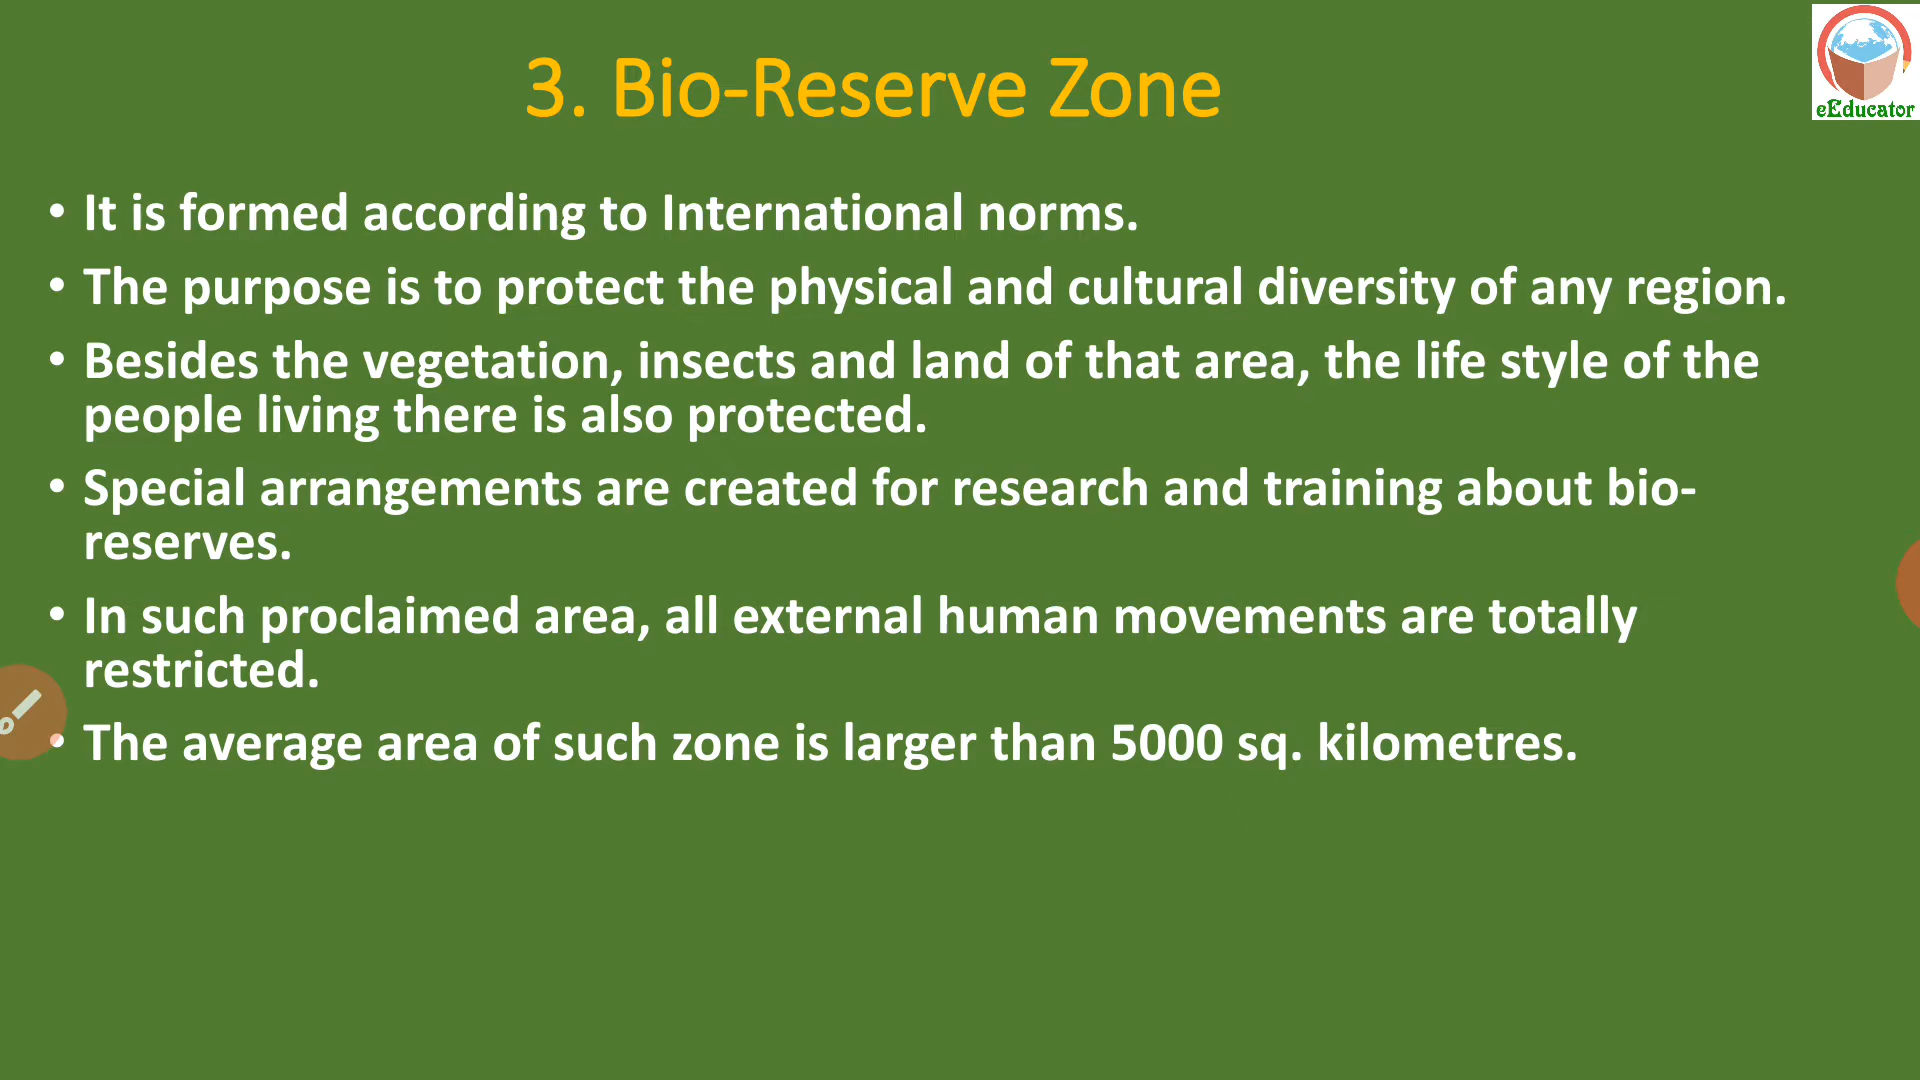 3. Bio-Reserve Zone
eEducator
• It is formed according to International norms.
• The purpose is to protect the physical and cultural diversity of any region.
• Besides the vegetation, insects and land of that area, the life style of the
people living there is also protected.
• Special arrangements are created for research and training about bio-
reserves.
• In such proclaimed area, all external human movements are totally
restricted.
• The average area of such zone is larger than 5000 sq. kilometres.